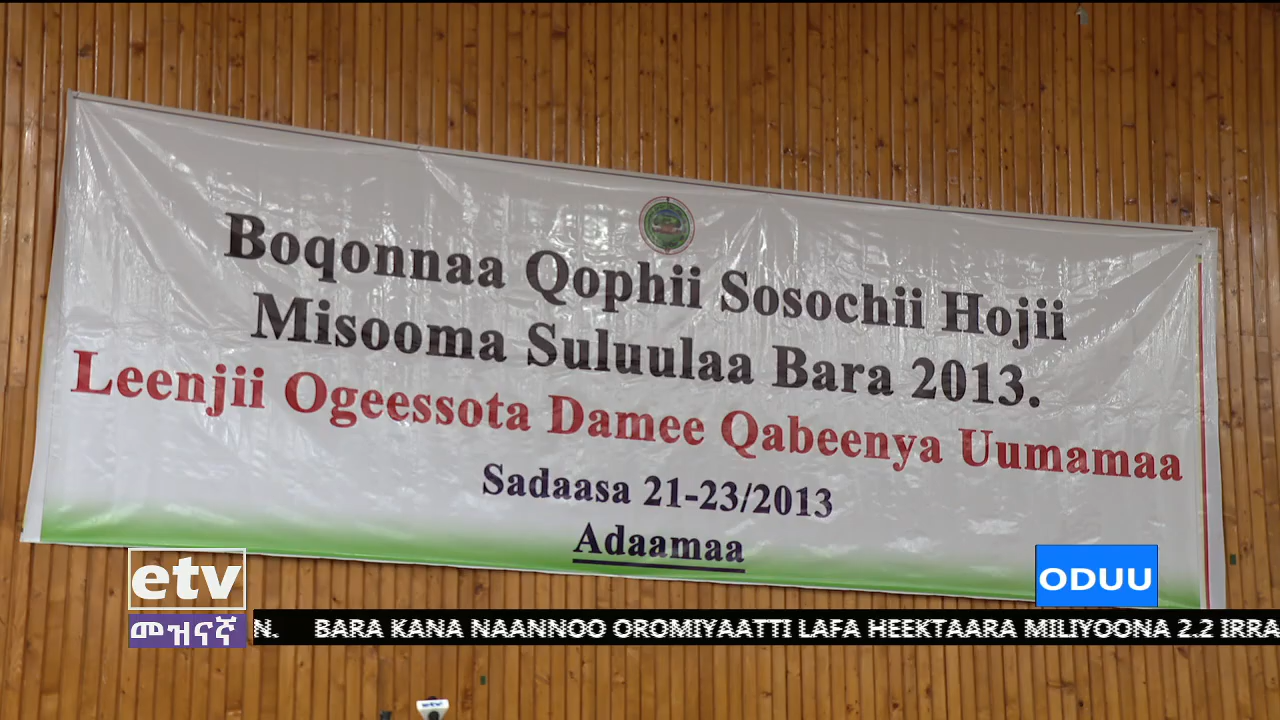 Boqonnaa Qophii Sosochii Hojii
Misooma Suluulaa Bara 2013.
Leenjii Ogeessota Damee Qabeenya Uumamaa
Sadaasa 21-23/2013
Adaamaa
etv
መዝናኛ
ODUU
N. BARA KANA NAANNOO OROMIYAATTI LAFA HEEKTAARA MILIYOONA 2.2 IRRA